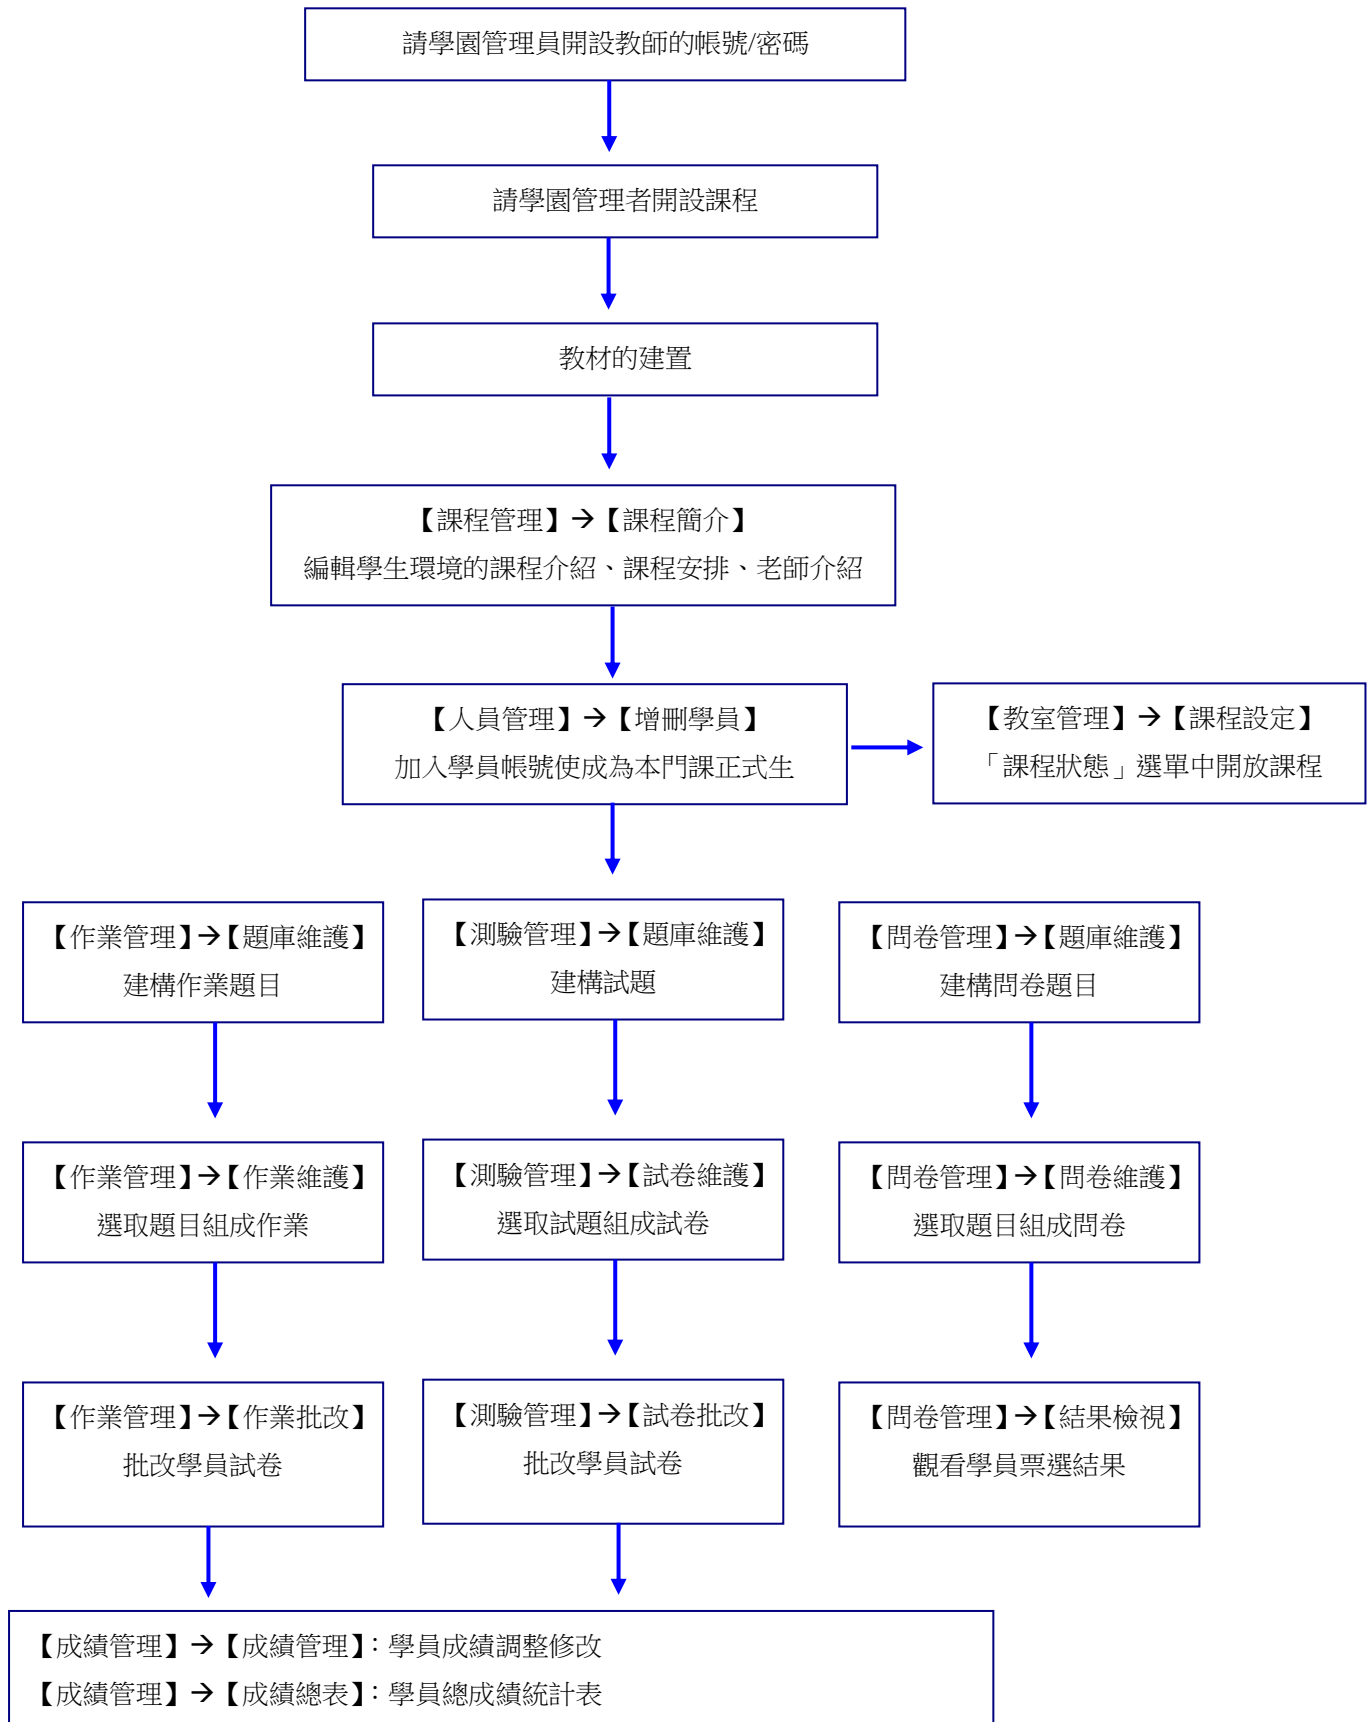 請學園管理員開設教師的帳號/密碼
請學園管理者開設課程
教材的建置
【課程管理】→【課程簡介】
編輯學生環境的課程介紹、課程安排、老師介紹
【人員管理】→【增刪學員】
加入學員帳號使成為本門課正式生
【教室管理】→【課程設定】
「課程狀態」選單中開放課程
【作業管理】→【題庫維護】
建構作業題目
【測驗管理】→【題庫維護】
建構試題
【問卷管理】→【題庫維護】
建構問卷題目
【作業管理】→【作業維護】
選取題目組成作業
【測驗管理】→【試卷維護】
選取試題組成試卷
【問卷管理】→【問卷維護】
選取題目組成問卷
【作業管理】→【作業批改】
批改學員試卷
【測驗管理】→【試卷批改】
批改學員試卷
【問卷管理】→【結果檢視】
觀看學員票選結果
【成績管理】→【成績管理】：學員成績調整修改
【成績管理】→【成績總表】：學員總成績統計表